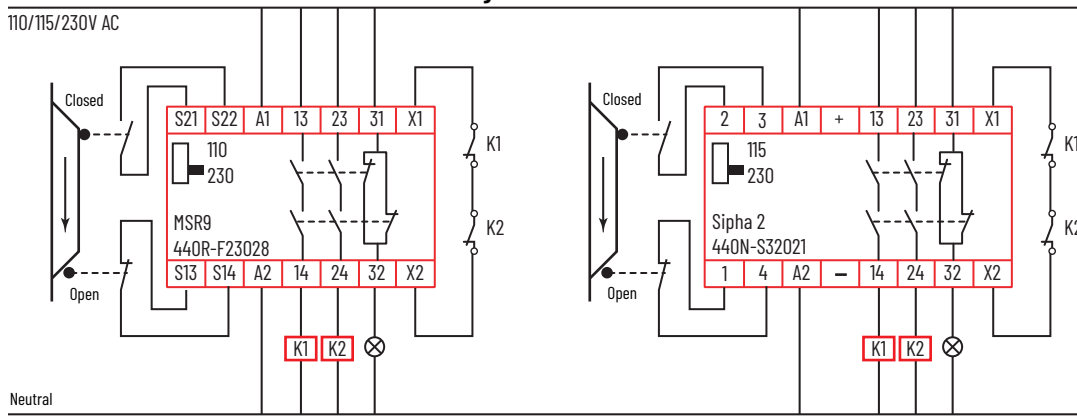 110/115/230V AC
Closed
S21 S22 A1 13 23 31 X1
110
230
MSR9
440R-F23028
S13 S14 A2 14 24 32 X2
Open
K1
K2
K1 K2
Closed
2 3 A1 + 13 23 31 X1
115
230
Sipha 2
440N-S32021
1 4 A2 – 14 24 32 X2
Open
K1
K2
K1 K2
Neutral